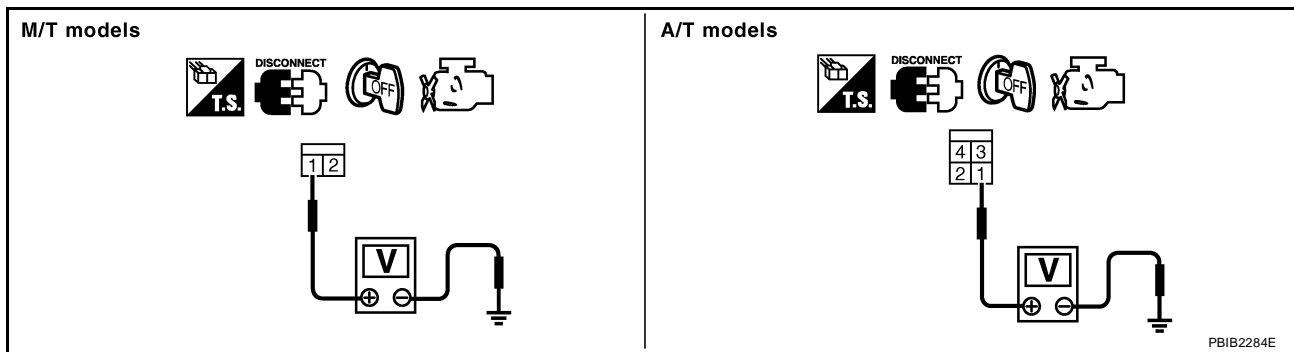 M/T models
DISCONNECT
T.S.
OFF
1 2
V
+ −
A/T models
DISCONNECT
T.S.
OFF
4 3
2 1
V
+ −
PBIB2284E